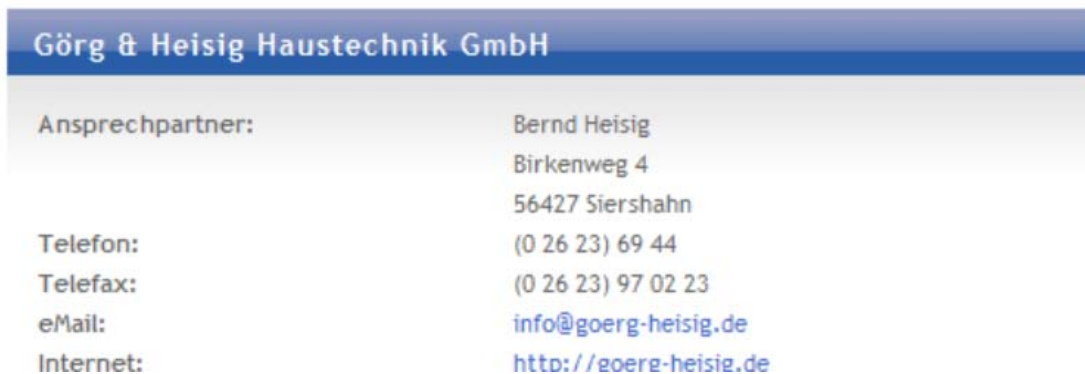 Görg & Heisig Haustechnik GmbH
Ansprechpartner: Bernd Heisig
Birkenweg 4
56427 Siershahn
Telefon: (0 26 23) 69 44
Telefax: (0 26 23) 97 02 23
eMail: info@goerg-heisig.de
Internet: http://goerg-heisig.de